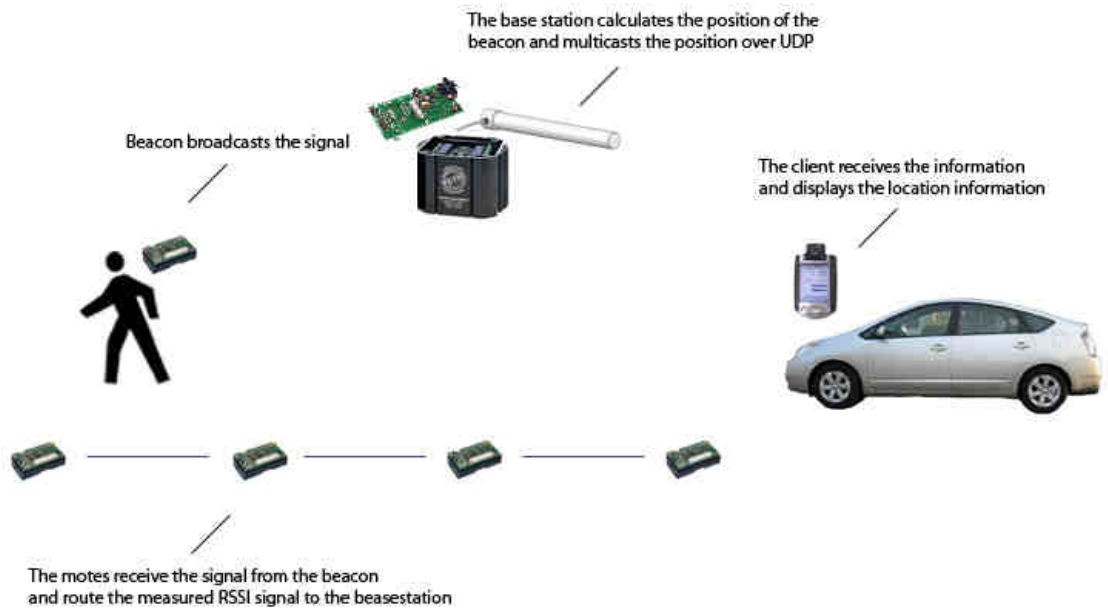 The base station calculates the position of the
beacon and multicasts the position over UDP
Beacon broadcasts the signal
The client receives the information
and displays the location information
The motes receive the signal from the beacon
and route the measured RSSI signal to the beasestation